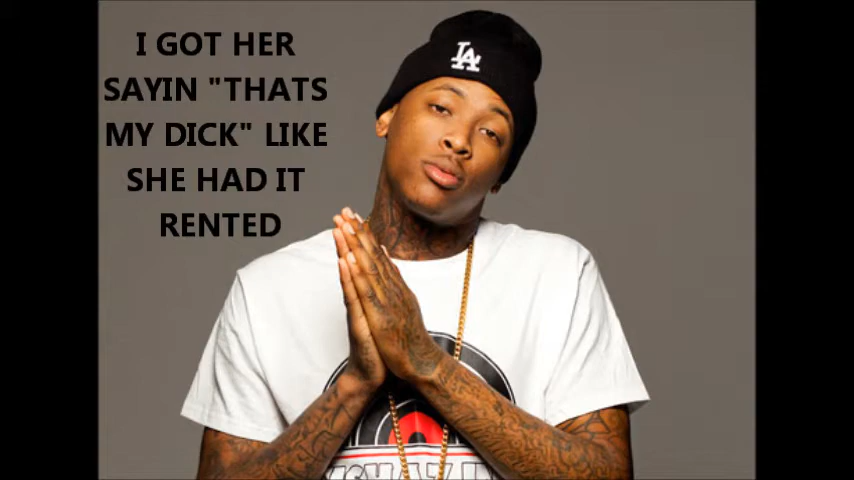 I GOT HER
SAYIN "THATS
MY DICK" LIKE
SHE HAD IT
RENTED
LA